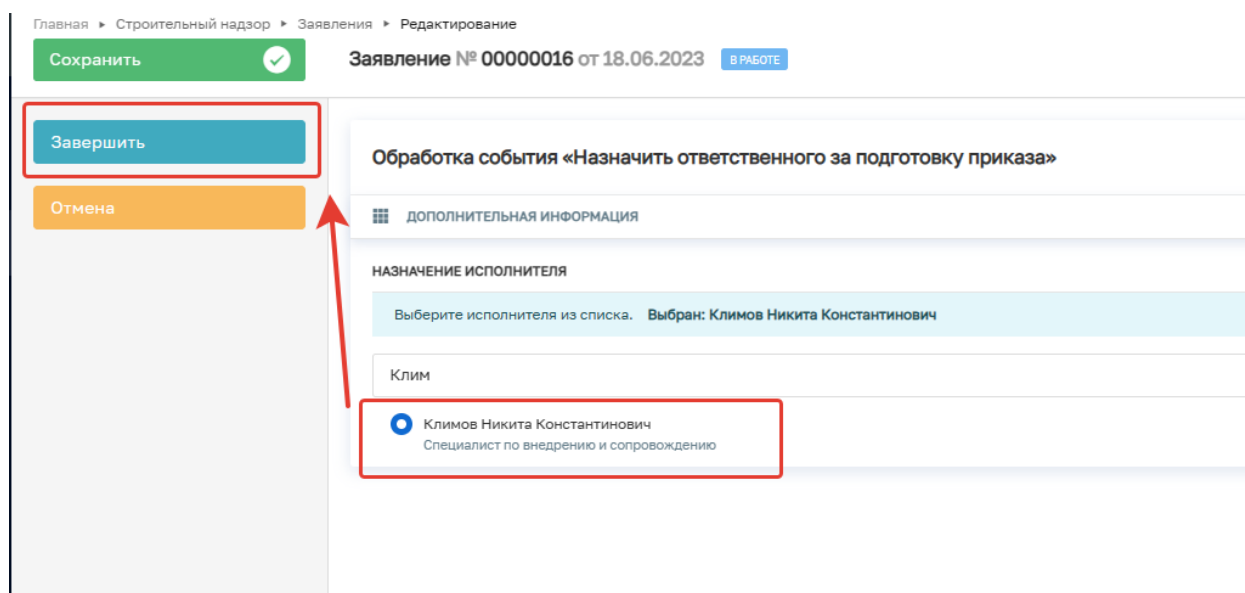 Главная ▸ Строительный надзор ▸ Заявления ▸ Редактирование
Сохранить
Заявление № 00000016 от 18.06.2023 В РАБОТЕ
Завершить
Обработка события «Назначить ответственного за подготовку приказа»
Отмена
ДОПОЛНИТЕЛЬНАЯ ИНФОРМАЦИЯ
НАЗНАЧЕНИЕ ИСПОЛНИТЕЛЯ
Выберите исполнителя из списка. Выбран: Климов Никита Константинович
Клим
Климов Никита Константинович
Специалист по внедрению и сопровождению